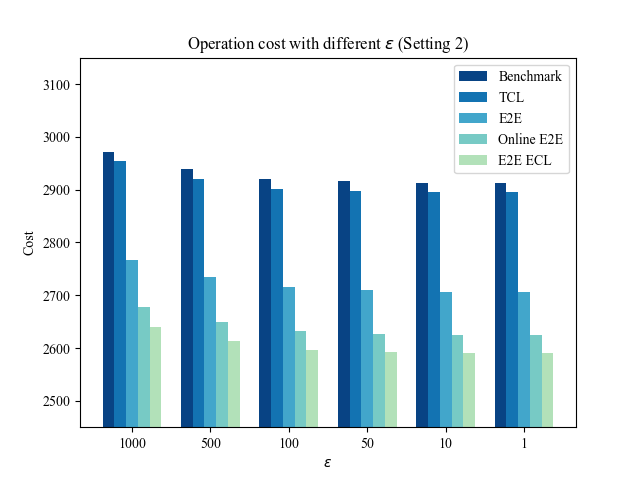 Operation cost with different ε (Setting 2)
Benchmark
TCL
E2E
Online E2E
E2E ECL
Cost
3100
3000
2900
2800
2700
2600
2500
1000 500 100 50 10 1
ε